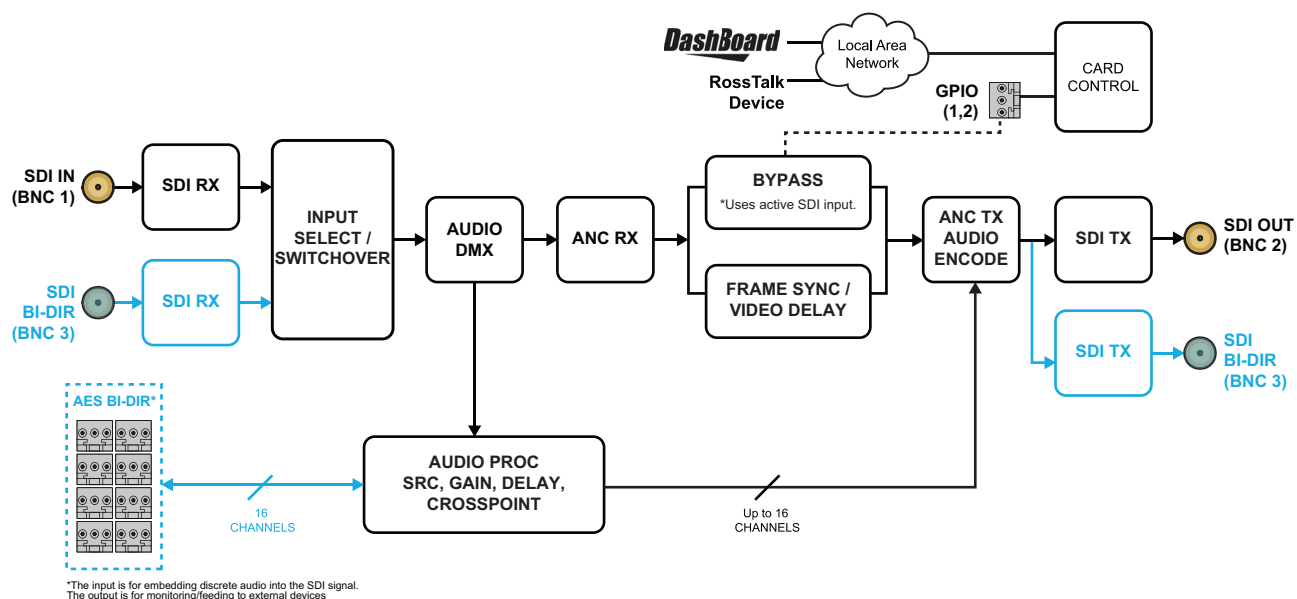 DashBoard
Local Area
Network
RossTalk
Device
GPIO
(1,2)
CARD
CONTROL
SDI IN
(BNC 1)
SDI RX
INPUT
SELECT /
SWITCHOVER
AUDIO
DMX
ANC RX
BYPASS
*Uses active SDI input.
FRAME SYNC /
VIDEO DELAY
ANC TX
AUDIO
ENCODE
SDI TX
SDI OUT
(BNC 2)
SDI
BI-DIR
(BNC 3)
SDI RX
SDI TX
SDI
BI-DIR
(BNC 3)
AES BI-DIR*
16
CHANNELS
AUDIO PROC
SRC, GAIN, DELAY,
CROSSPOINT
Up to 16
CHANNELS
*The input is for embedding discrete audio into the SDI signal.
The output is for monitoring/feeding to external devices